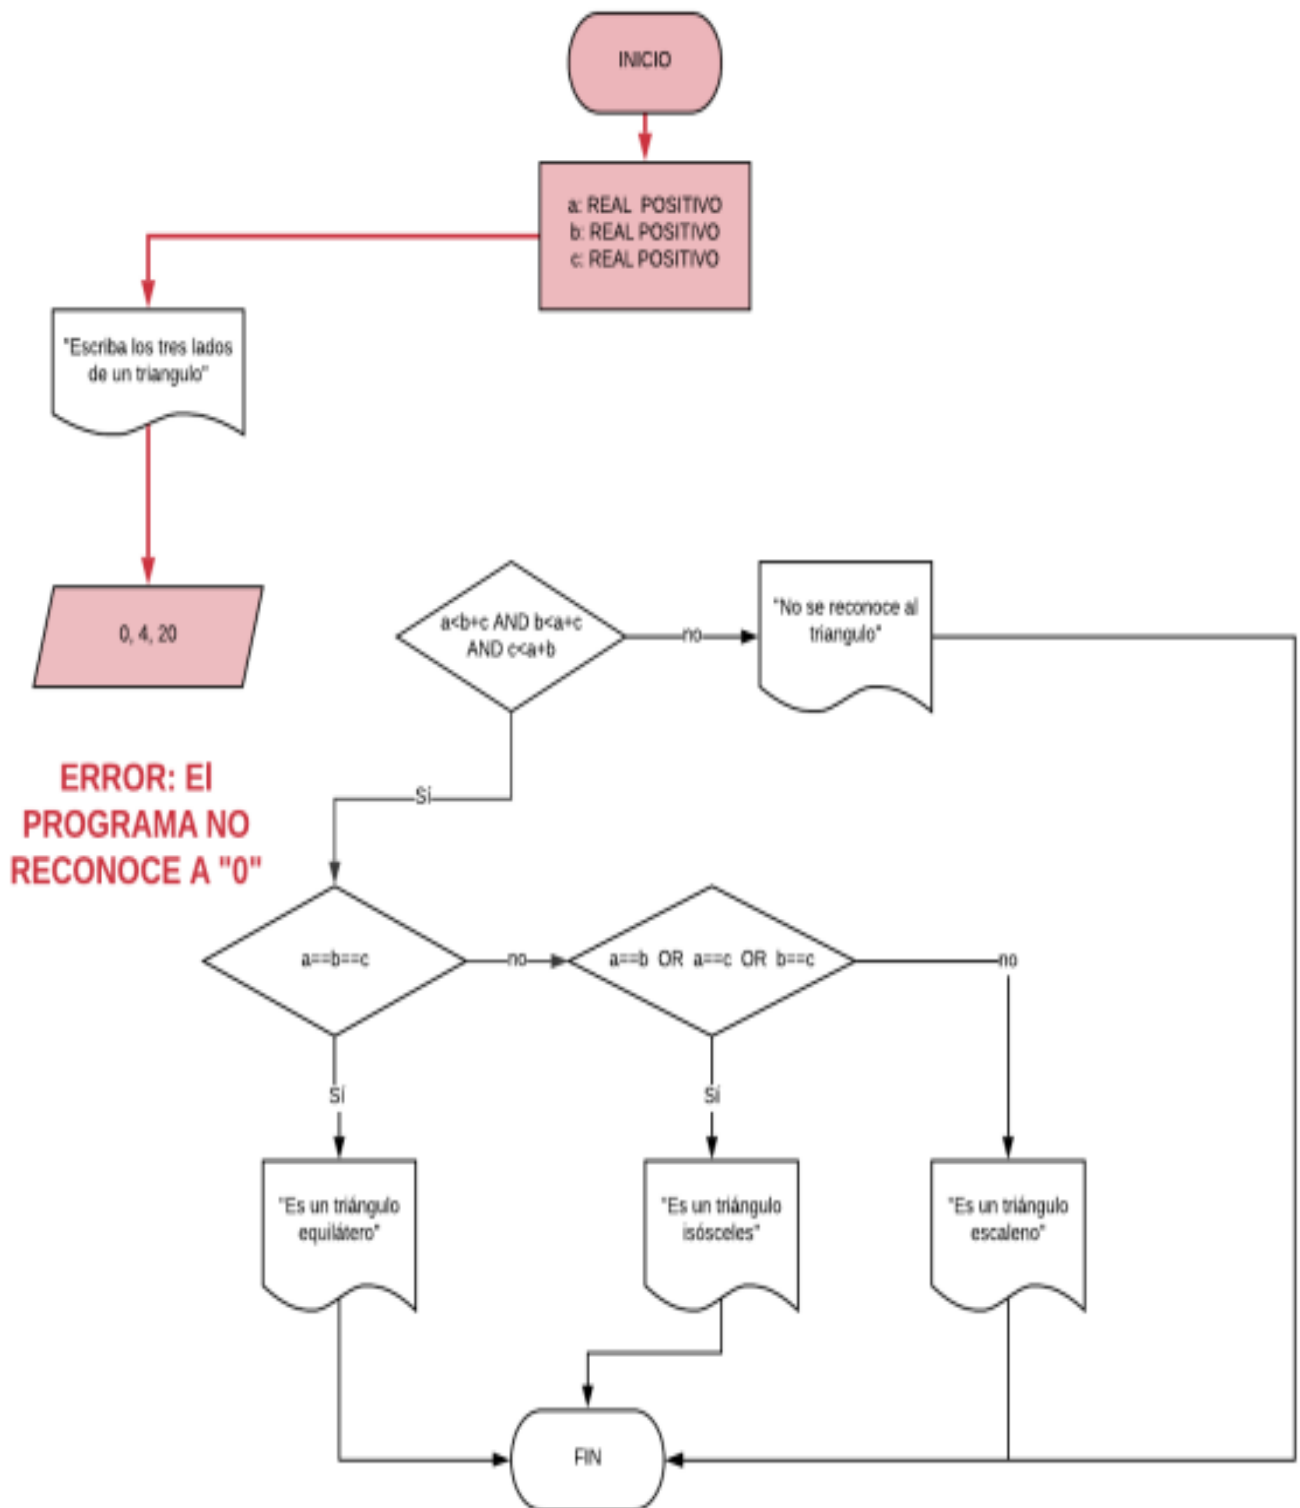 INICIO
a: REAL  POSITIVO
b: REAL POSITIVO
c: REAL POSITIVO
"Escriba los tres lados
de un triangulo"
0, 4, 20
ERROR: El
PROGRAMA NO
RECONOCE A "0"
a<b+c AND b<a+c
AND c<a+b
no
"No se reconoce al
triangulo"
Sí
a==b==c
no
a==b  OR  a==c  OR  b==c
no
Sí
Sí
"Es un triángulo
equilátero"
"Es un triángulo
isósceles"
"Es un triángulo
escaleno"
FIN